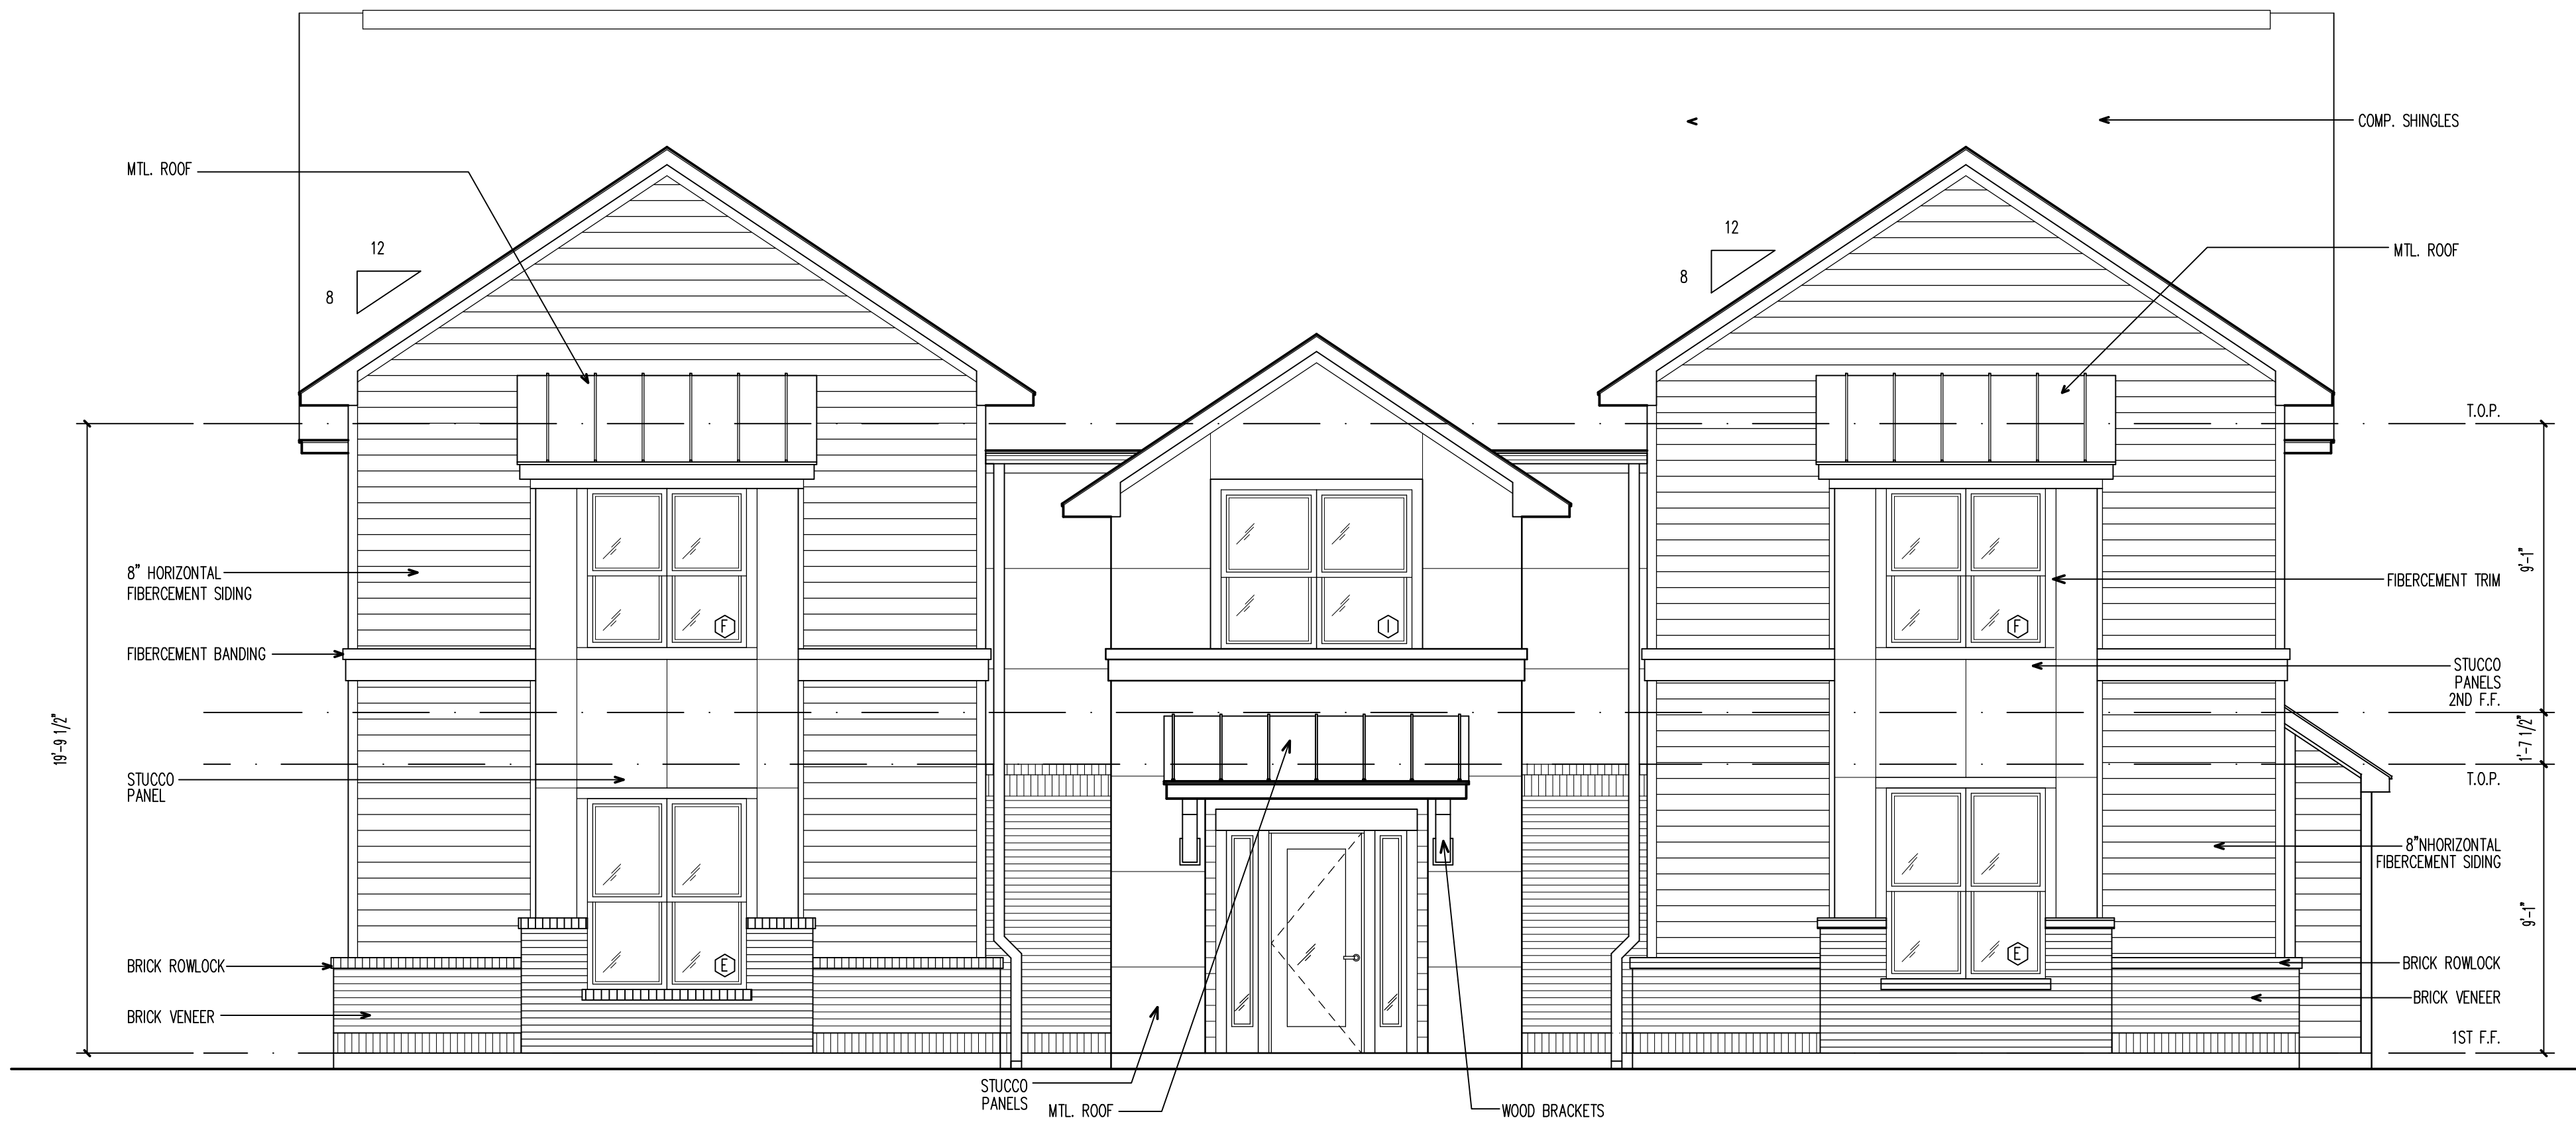 COMP. SHINGLES
MTL. ROOF
12
8
12
8
MTL. ROOF
T.O.P.
9'-1"
8" HORIZONTAL
FIBERCEMENT SIDING
FIBERCEMENT TRIM
F
I
F
FIBERCEMENT BANDING
STUCCO
PANELS
2ND F.F.
19'-9 1/2"
1'-7 1/2"
STUCCO
PANEL
T.O.P.
8"NHORIZONTAL
FIBERCEMENT SIDING
9'-1"
E
E
BRICK ROWLOCK
BRICK ROWLOCK
BRICK VENEER
BRICK VENEER
1ST F.F.
STUCCO
PANELS
MTL. ROOF
WOOD BRACKETS